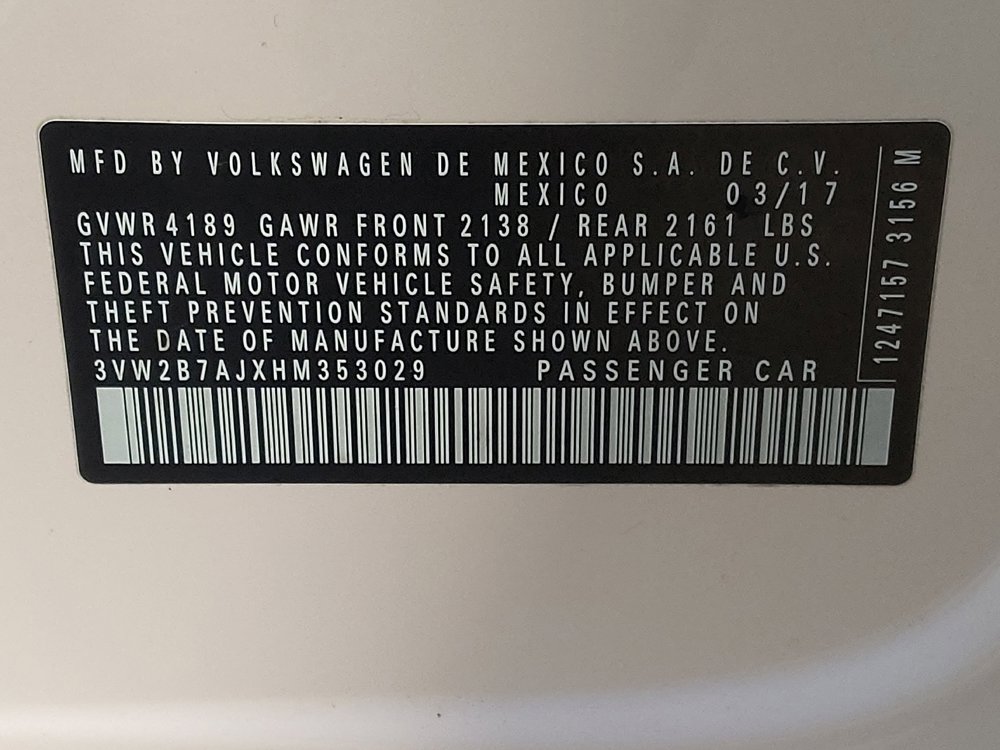 MFD BY VOLKSWAGEN DE MEXICO S.A. DE C.V.
MEXICO 03/17
GVWR 4189 GAWR FRONT 2138 / REAR 2161 LBS
THIS VEHICLE CONFORMS TO ALL APPLICABLE U.S.
FEDERAL MOTOR VEHICLE SAFETY, BUMPER AND
THEFT PREVENTION STANDARDS IN EFFECT ON
THE DATE OF MANUFACTURE SHOWN ABOVE.
3VW2B7AJXHM353029 PASSENGER CAR
1247157 3156 M